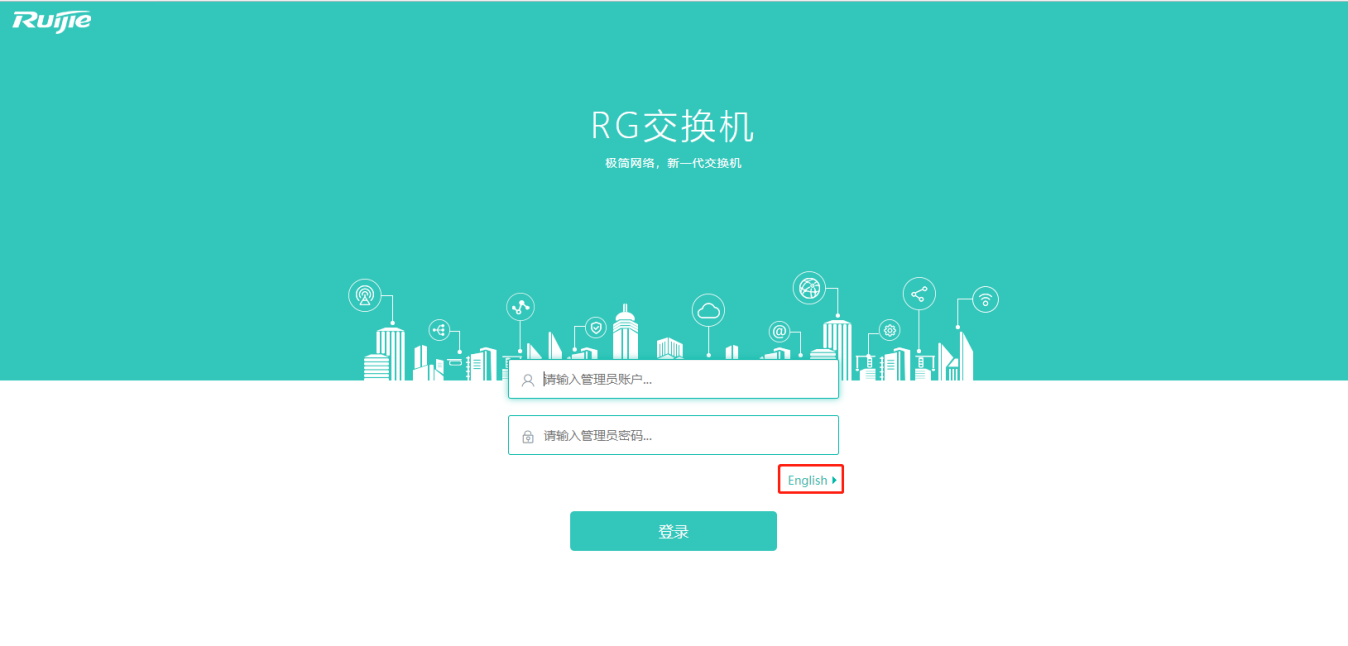 Ruijie
RG交换机
极简网络，新一代交换机
@
请输入管理员账户...
请输入管理员密码...
English
登录